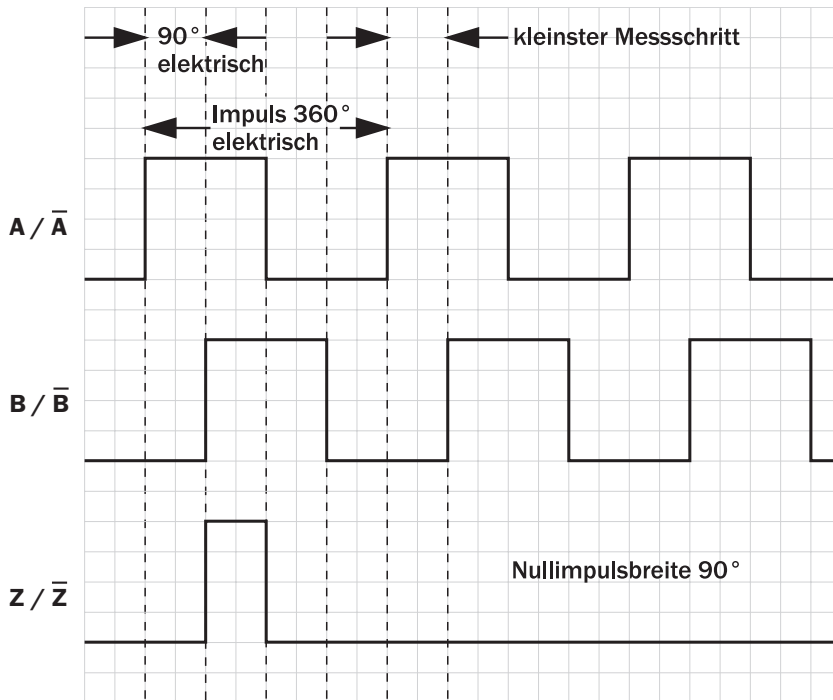 90° kleinster Messschritt
elektrisch
Impuls 360°
elektrisch
A / A̅
B / B̅
Nullimpulsbreite 90°
Z / Z̅